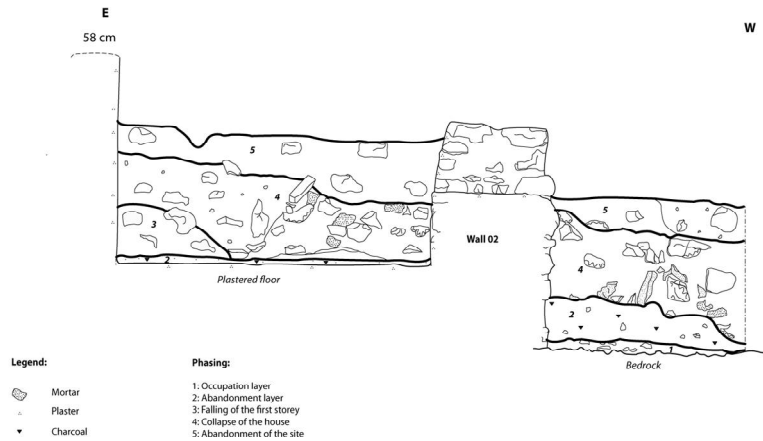 E
W
58 cm
5
4
3
2
Plastered floor
Wall 02
5
4
2
1
Bedrock
Legend:
Mortar
Plaster
Charcoal
Phasing:
1: Occupation layer
2: Abandonment layer
3: Falling of the first storey
4: Collapse of the house
5: Abandonment of the site